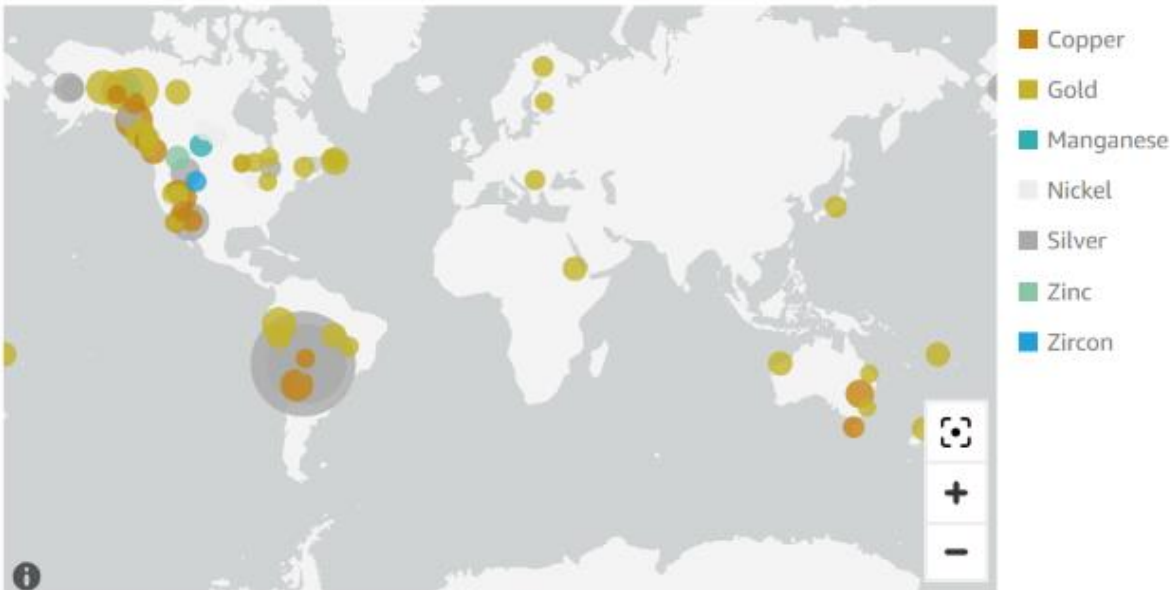 Copper
Gold
Manganese
Nickel
Silver
Zinc
Zircon